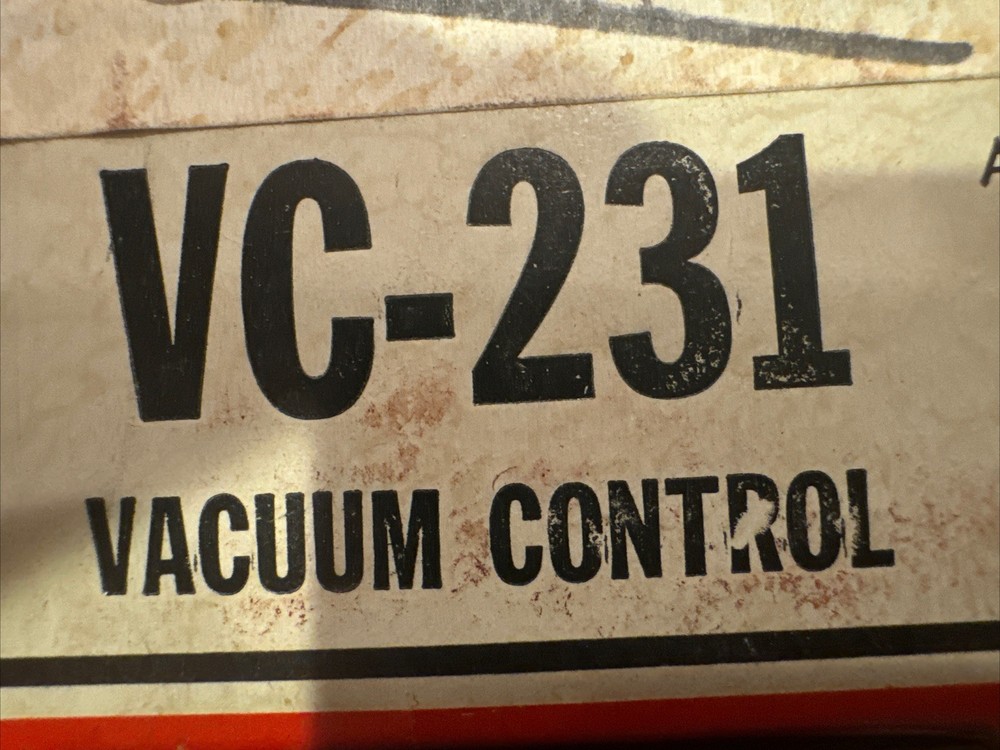 VC-231
VACUUM CONTROL